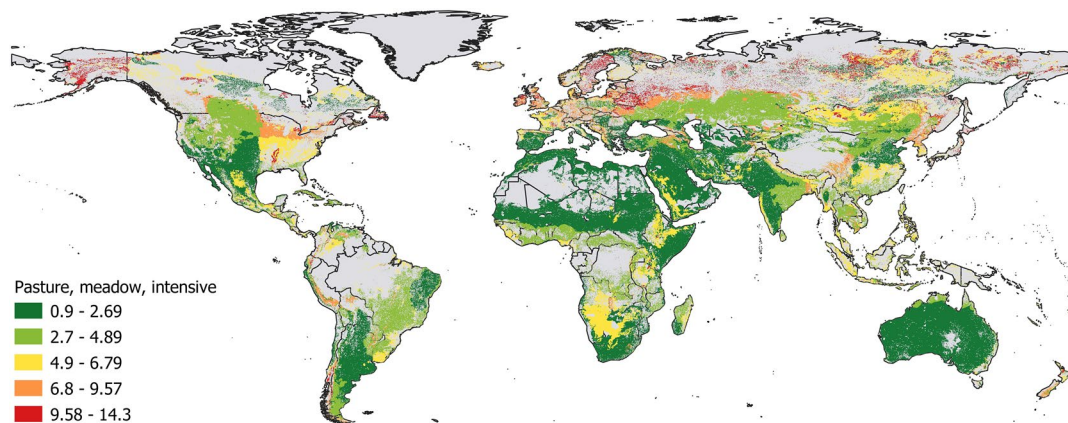 Pasture, meadow, intensive
0.9 - 2.69
2.7 - 4.89
4.9 - 6.79
6.8 - 9.57
9.58 - 14.3